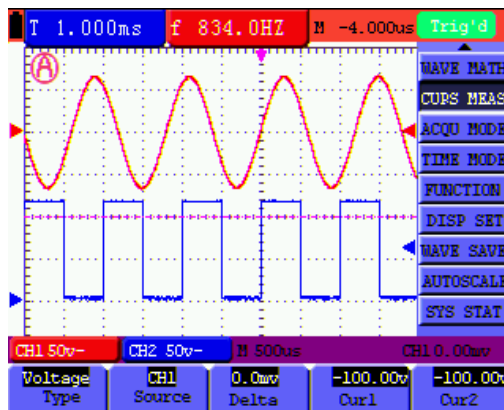 T 1.000ms f 834.0HZ M -4.000us Trig'd
A
WAVE MATH
CUPS MEAS
ACQU MODE
TIME MODE
FUNCTION
DISP SET
WAVE SAVE
AUTOSCALE
SYS STAT
CH1 50v- CH2 50v- M 500us CH1 0.00mv
Voltage CH1 0.0mv -100.00v -100.00v
Type Source Delta Cur1 Cur2